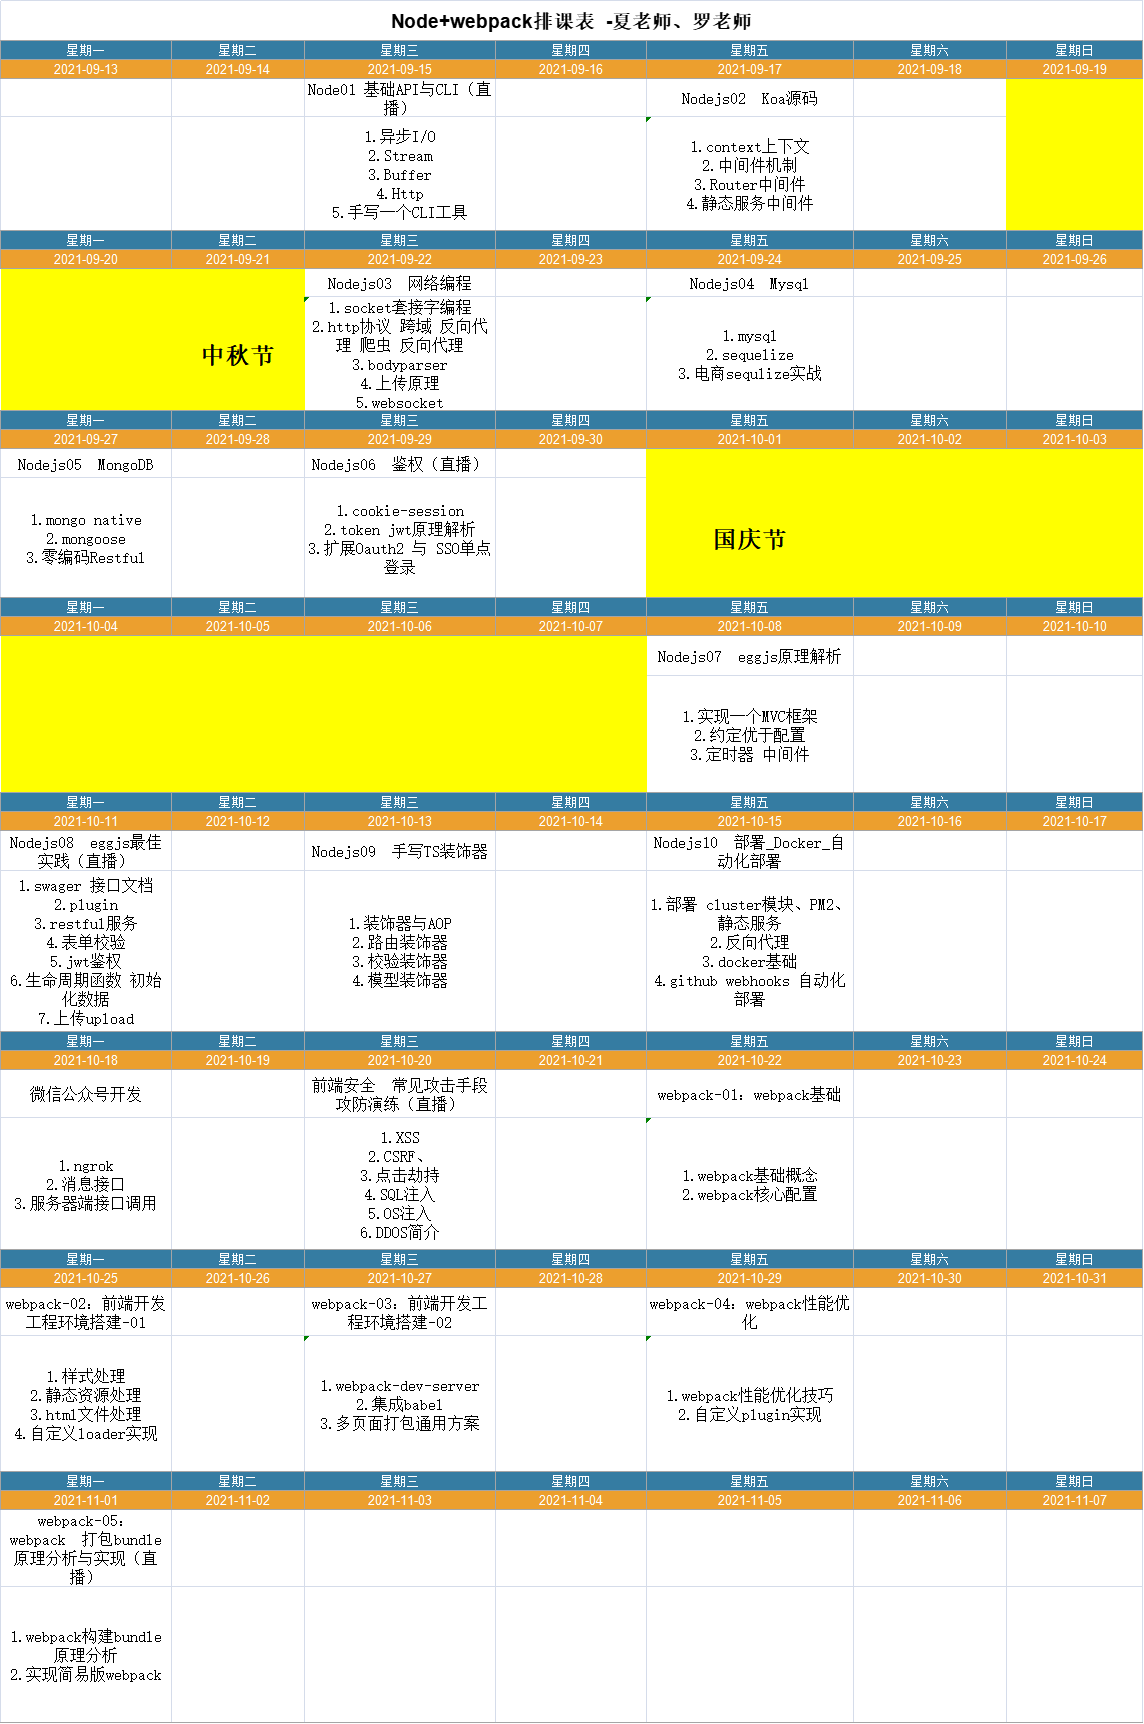 Node+webpack排课表 -夏老师、罗老师
星期一 星期二 星期三 星期四 星期五 星期六 星期日
2021-09-13 2021-09-14 2021-09-15 2021-09-16 2021-09-17 2021-09-18 2021-09-19
Node01 基础API与CLI（直
播）
Nodejs02 Koa源码
1.异步I/O
2.Stream
3.Buffer
4.Http
5.手写一个CLI工具
1.context上下文
2.中间件机制
3.Router中间件
4.静态服务中间件
星期一 星期二 星期三 星期四 星期五 星期六 星期日
2021-09-20 2021-09-21 2021-09-22 2021-09-23 2021-09-24 2021-09-25 2021-09-26
中秋节
Nodejs03 网络编程
Nodejs04 Mysql
1.socket套接字编程
2.http协议 跨域 反向代
理 爬虫 反向代理
3.bodyparser
4.上传原理
5.websocket
1.mysql
2.sequelize
3.电商sequlize实战
星期一 星期二 星期三 星期四 星期五 星期六 星期日
2021-09-27 2021-09-28 2021-09-29 2021-09-30 2021-10-01 2021-10-02 2021-10-03
Nodejs05 MongoDB
Nodejs06 鉴权（直播）
国庆节
1.mongo native
2.mongoose
3.零编码Restful
1.cookie-session
2.token jwt原理解析
3.扩展Oauth2 与 SSO单点
登录
星期一 星期二 星期三 星期四 星期五 星期六 星期日
2021-10-04 2021-10-05 2021-10-06 2021-10-07 2021-10-08 2021-10-09 2021-10-10
Nodejs07 eggjs原理解析
1.实现一个MVC框架
2.约定优于配置
3.定时器 中间件
星期一 星期二 星期三 星期四 星期五 星期六 星期日
2021-10-11 2021-10-12 2021-10-13 2021-10-14 2021-10-15 2021-10-16 2021-10-17
Nodejs08 eggjs最佳
实践（直播）
Nodejs09 手写TS装饰器
Nodejs10 部署_Docker_自
动化部署
1.swager 接口文档
2.plugin
3.restful服务
4.表单校验
5.jwt鉴权
6.生命周期函数 初始
化数据
7.上传upload
1.装饰器与AOP
2.路由装饰器
3.校验装饰器
4.模型装饰器
1.部署 cluster模块、PM2、
静态服务
2.反向代理
3.docker基础
4.github webhooks 自动化
部署
星期一 星期二 星期三 星期四 星期五 星期六 星期日
2021-10-18 2021-10-19 2021-10-20 2021-10-21 2021-10-22 2021-10-23 2021-10-24
微信公众号开发
前端安全 常见攻击手段
攻防演练（直播）
webpack-01：webpack基础
1.ngrok
2.消息接口
3.服务器端接口调用
1.XSS
2.CSRF、
3.点击劫持
4.SQL注入
5.OS注入
6.DDOS简介
1.webpack基础概念
2.webpack核心配置
星期一 星期二 星期三 星期四 星期五 星期六 星期日
2021-10-25 2021-10-26 2021-10-27 2021-10-28 2021-10-29 2021-10-30 2021-10-31
webpack-02：前端开发
工程环境搭建-01
webpack-03：前端开发工
程环境搭建-02
webpack-04：webpack性能优
化
1.样式处理
2.静态资源处理
3.html文件处理
4.自定义loader实现
1.webpack-dev-server
2.集成babel
3.多页面打包通用方案
1.webpack性能优化技巧
2.自定义plugin实现
星期一 星期二 星期三 星期四 星期五 星期六 星期日
2021-11-01 2021-11-02 2021-11-03 2021-11-04 2021-11-05 2021-11-06 2021-11-07
webpack-05：
webpack 打包bundle
原理分析与实现（直
播）
1.webpack构建bundle
原理分析
2.实现简易版webpack